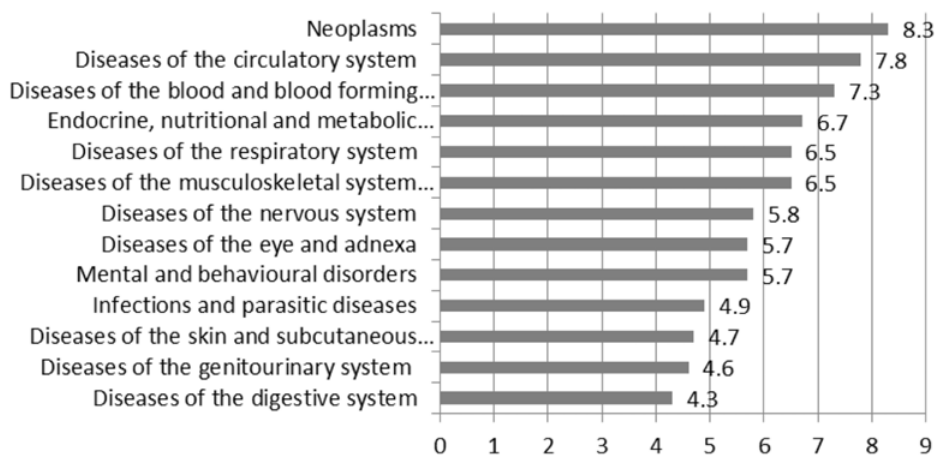 Neoplasms 8.3
Diseases of the circulatory system 7.8
Diseases of the blood and blood forming... 7.3
Endocrine, nutritional and metabolic... 6.7
Diseases of the respiratory system 6.5
Diseases of the musculoskeletal system... 6.5
Diseases of the nervous system 5.8
Diseases of the eye and adnexa 5.7
Mental and behavioural disorders 5.7
Infections and parasitic diseases 4.9
Diseases of the skin and subcutaneous... 4.7
Diseases of the genitourinary system 4.6
Diseases of the digestive system 4.3
0 1 2 3 4 5 6 7 8 9